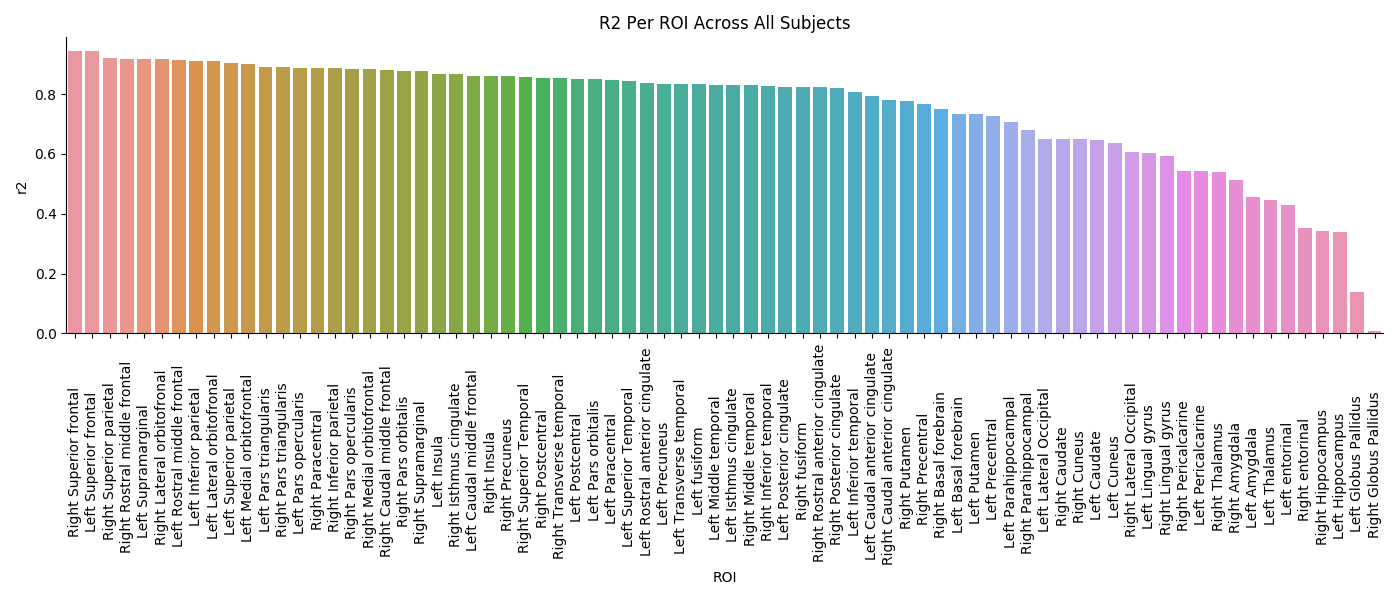 R2 Per ROI Across All Subjects
r2
0.8
0.6
0.4
0.2
0.0
Right Superior frontal
Left Superior frontal
Right Superior parietal
Right Rostral middle frontal
Left Supramarginal
Right Lateral orbitofronal
Left Rostral middle frontal
Left Inferior parietal
Left Lateral orbitofronal
Left Superior parietal
Left Medial orbitofrontal
Left Pars triangularis
Right Pars triangularis
Left Pars opercularis
Right Paracentral
Right Inferior parietal
Right Pars opercularis
Right Medial orbitofrontal
Right Caudal middle frontal
Right Pars orbitalis
Right Supramarginal
Left Insula
Right Isthmus cingulate
Left Caudal middle frontal
Right Insula
Right Precuneus
Right Superior Temporal
Right Postcentral
Right Transverse temporal
Left Postcentral
Left Pars orbitalis
Left Paracentral
Left Superior Temporal
Left Rostral anterior cingulate
Left Precuneus
Left Transverse temporal
Left fusiform
Left Middle temporal
Left Isthmus cingulate
Right Middle temporal
Right Inferior temporal
Left Posterior cingulate
Right fusiform
Right Rostral anterior cingulate
Right Posterior cingulate
Left Inferior temporal
Left Caudal anterior cingulate
Right Caudal anterior cingulate
Right Putamen
Right Precentral
Right Basal forebrain
Left Basal forebrain
Left Putamen
Left Precentral
Left Parahippocampal
Right Parahippocampal
Left Lateral Occipital
Right Caudate
Right Cuneus
Left Caudate
Left Cuneus
Right Lateral Occipital
Left Lingual gyrus
Right Lingual gyrus
Right Pericalcarine
Left Pericalcarine
Right Thalamus
Right Amygdala
Left Amygdala
Left Thalamus
Left entorinal
Right entorinal
Right Hippocampus
Left Hippocampus
Left Globus Pallidus
Right Globus Pallidus
ROI